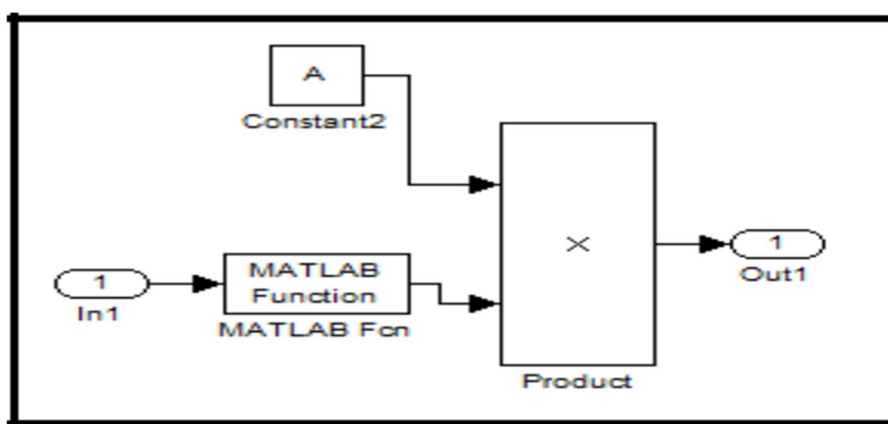 A
Constant2
1
In1
MATLAB
Function
MATLAB Fcn
×
Product
1
Out1